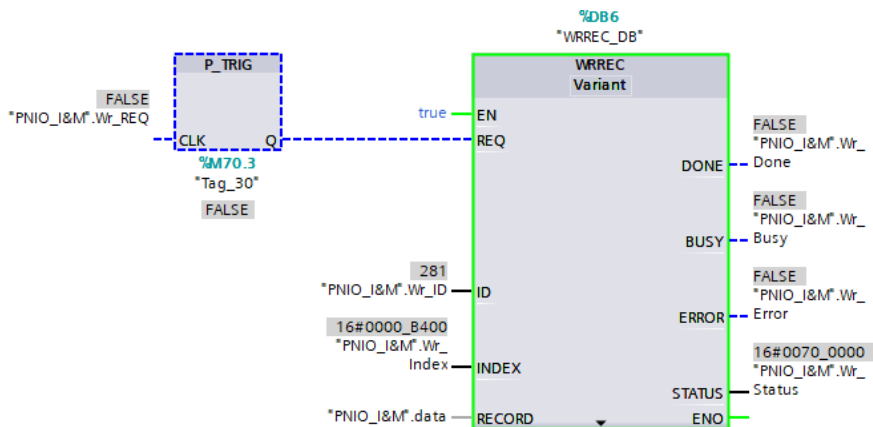 %DB6
"WRREC_DB"
P_TRIG
WRREC
Variant
FALSE
"PNIO_I&M".Wr_REQ
CLK Q
%M70.3
"Tag_30"
FALSE
true
EN
REQ
FALSE
"PNIO_I&M".Wr_
DONE Done
FALSE
"PNIO_I&M".Wr_
BUSY Busy
281
"PNIO_I&M".Wr_ID
ID
FALSE
"PNIO_I&M".Wr_
ERROR Error
16#0000_B400
"PNIO_I&M".Wr_
Index
INDEX
16#0070_0000
"PNIO_I&M".Wr_
STATUS Status
"PNIO_I&M".data
RECORD
ENO